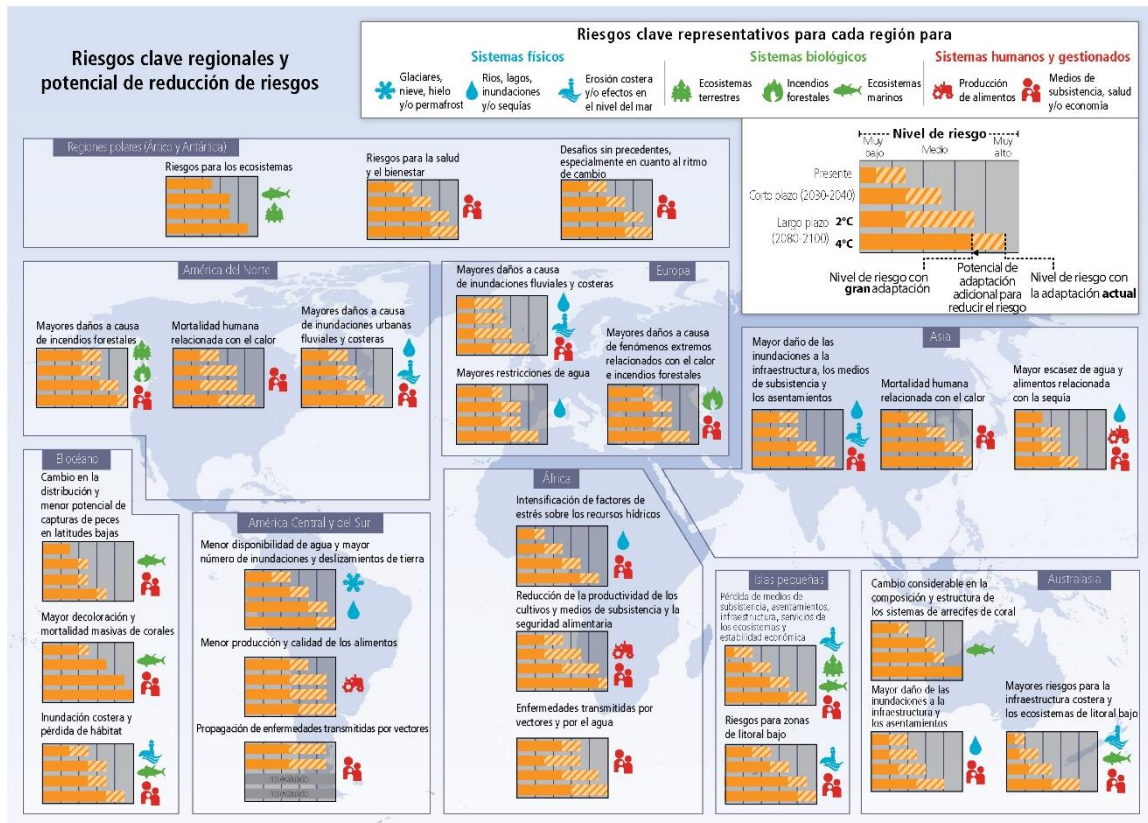 Riesgos clave regionales y
potencial de reducción de riesgos
Riesgos clave representativos para cada región para
Sistemas físicos
Glaciares,
nieve, hielo
y/o permafrost
Ríos, lagos,
inundaciones
y/o sequías
Erosión costera
y/o efectos en
el nivel del mar
Sistemas biológicos
Ecosistemas
terrestres
Incendios
forestales
Ecosistemas
marinos
Sistemas humanos y gestionados
Producción
de alimentos
Medios de
subsistencia, salud
y/o economía
Nivel de riesgo
Muy
bajo
Medio
Muy
alto
Presente
Corto plazo (2030-2040)
Largo plazo
(2080-2100)
2°C
4°C
Nivel de riesgo con
gran adaptación
Potencial de
adaptación
adicional para
reducir el riesgo
Nivel de riesgo con
la adaptación actual
Regiones polares (Ártico y Antártica)
Riesgos para los ecosistemas
Riesgos para la salud
y el bienestar
Desafíos sin precedentes,
especialmente en cuanto al ritmo
de cambio
América del Norte
Mayores daños a causa
de incendios forestales
Mortalidad humana
relacionada con el calor
Mayores daños a causa
de inundaciones urbanas
fluviales y costeras
Europa
Mayores daños a causa
de inundaciones fluviales y costeras
Mayores restricciones de agua
Mayores daños a causa
de fenómenos extremos
relacionados con el calor
e incendios forestales
Asia
Mayor daño de las
inundaciones a la
infraestructura, los medios
de subsistencia y
los asentamientos
Mortalidad humana
relacionada con el calor
Mayor escasez de agua y
alimentos relacionada
con la sequía
El océano
Cambio en la
distribución y
menor potencial de
capturas de peces
en latitudes bajas
Mayor decoloración y
mortalidad masivas de corales
Inundación costera y
pérdida de hábitat
América Central y del Sur
Menor disponibilidad de agua y mayor
número de inundaciones y deslizamientos de tierra
Menor producción y calidad de los alimentos
Propagación de enfermedades transmitidas por vectores
no evaluado
no evaluado
África
Intensificación de factores de
estrés sobre los recursos hídricos
Reducción de la productividad de los
cultivos y medios de subsistencia y la
seguridad alimentaria
Enfermedades transmitidas por
vectores y por el agua
Islas pequeñas
Pérdida de medios de
subsistencia, asentamientos,
infraestructura, servicios de
los ecosistemas y
estabilidad económica
Riesgos para zonas
de litoral bajo
Australasia
Cambio considerable en la
composición y estructura de
los sistemas de arrecifes de coral
Mayor daño de las
inundaciones a la
infraestructura y
los asentamientos
Mayores riesgos para la
infraestructura costera y
los ecosistemas de litoral bajo